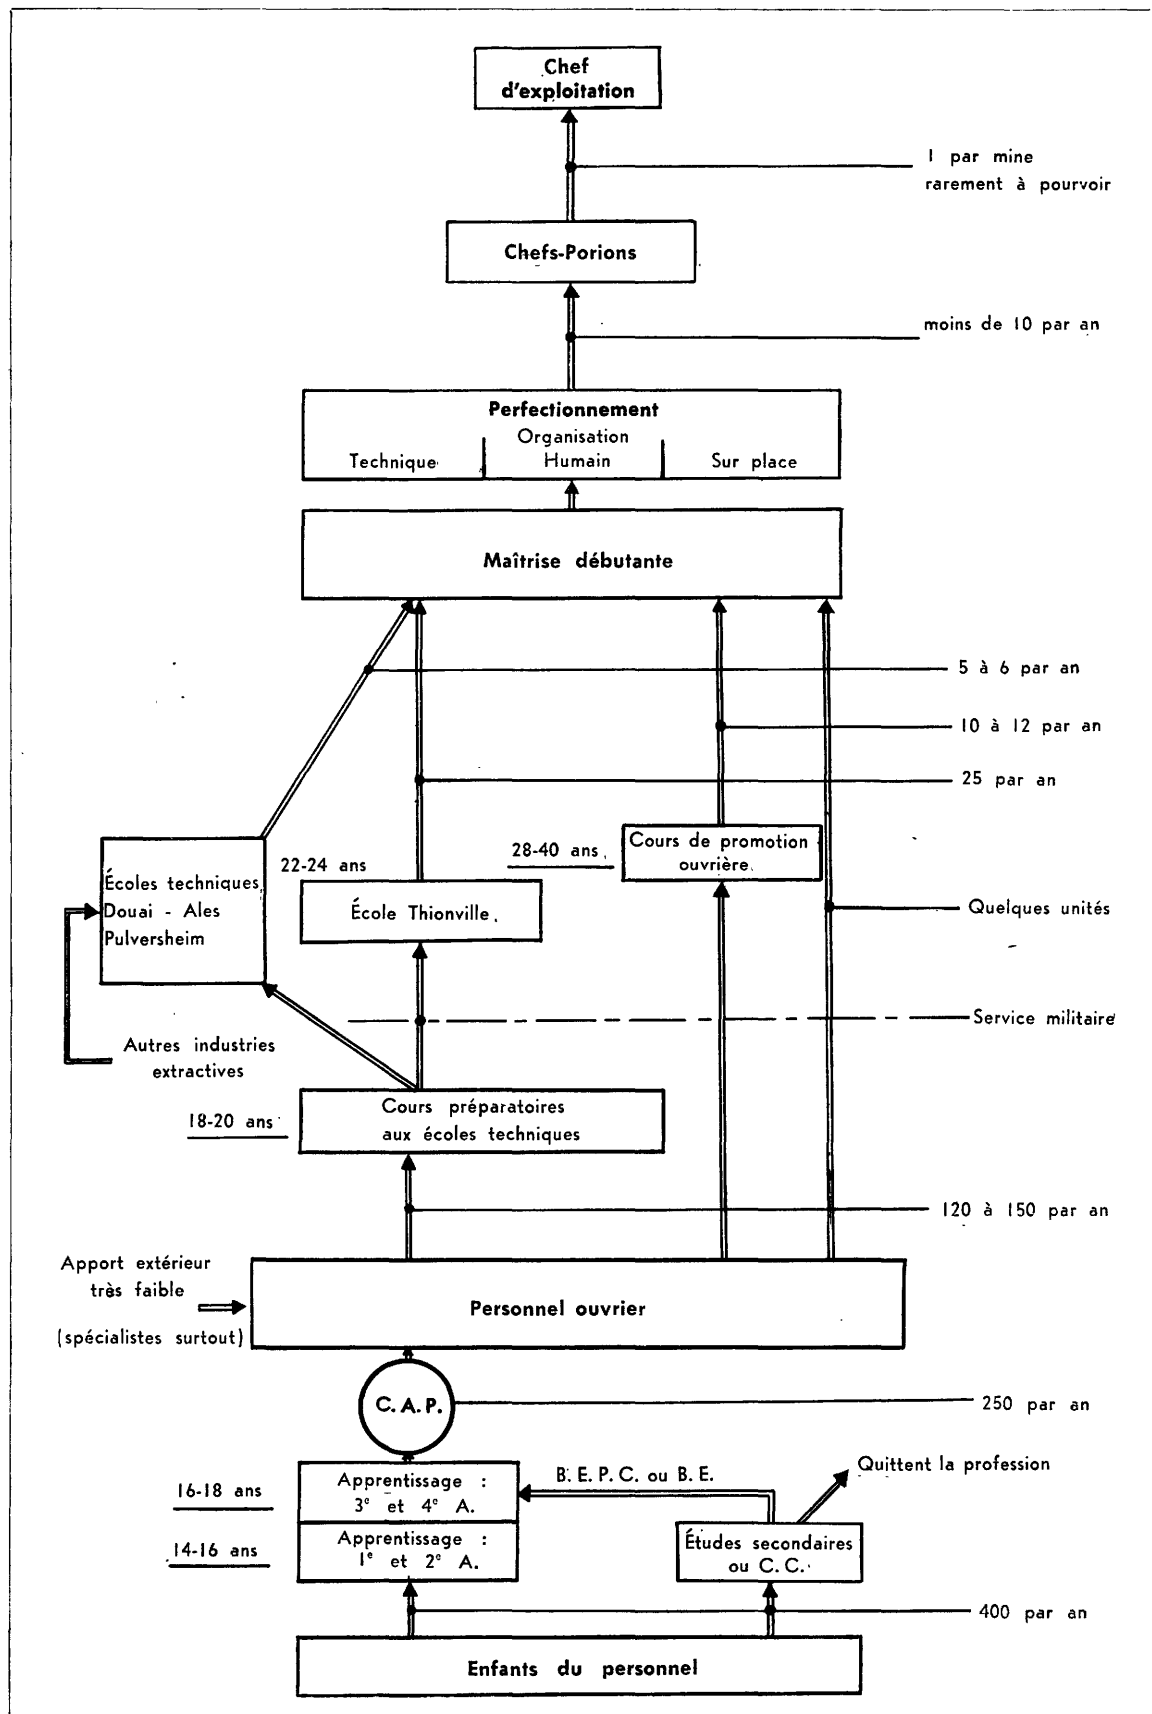 Chef
d'exploitation
1 par mine
rarement à pourvoir
Chefs-Porions
moins de 10 par an
Perfectionnement
Technique
Organisation
Humain
Sur place
Maîtrise débutante
5 à 6 par an
10 à 12 par an
25 par an
28-40 ans
Cours de promotion
ouvrière
22-24 ans
Écoles techniques
Douai - Ales
Pulversheim
École Thionville
Quelques unités
Service militaire
Autres industries
extractives
18-20 ans
Cours préparatoires
aux écoles techniques
120 à 150 par an
Apport extérieur
très faible
(spécialistes surtout)
Personnel ouvrier
C. A. P.
250 par an
B. E. P. C. ou B. E.
Quittent la profession
16-18 ans
Apprentissage :
3e et 4e A.
14-16 ans
Apprentissage :
1e et 2e A.
Études secondaires
ou C. C.
400 par an
Enfants du personnel